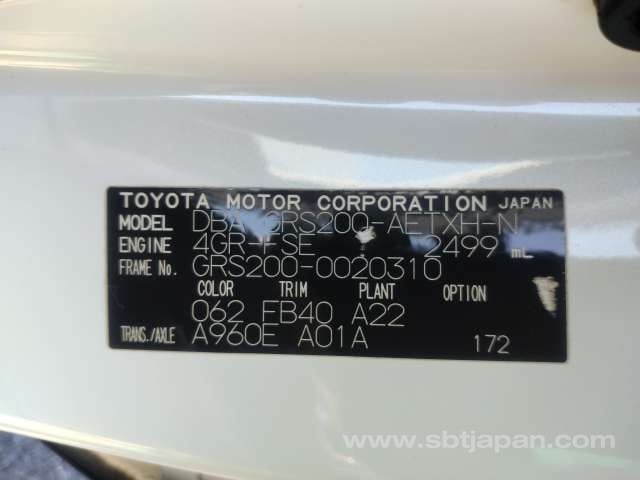 TOYOTA MOTOR CORPORATION JAPAN
MODEL DBA-GRS200-AETXH-N
ENGINE 4GR-FSE 2499 mL
FRAME No. GRS200-0020310
COLOR TRIM PLANT OPTION
062 FB40 A22
TRANS./AXLE A960E A01A 172
www.sbtjapan.com